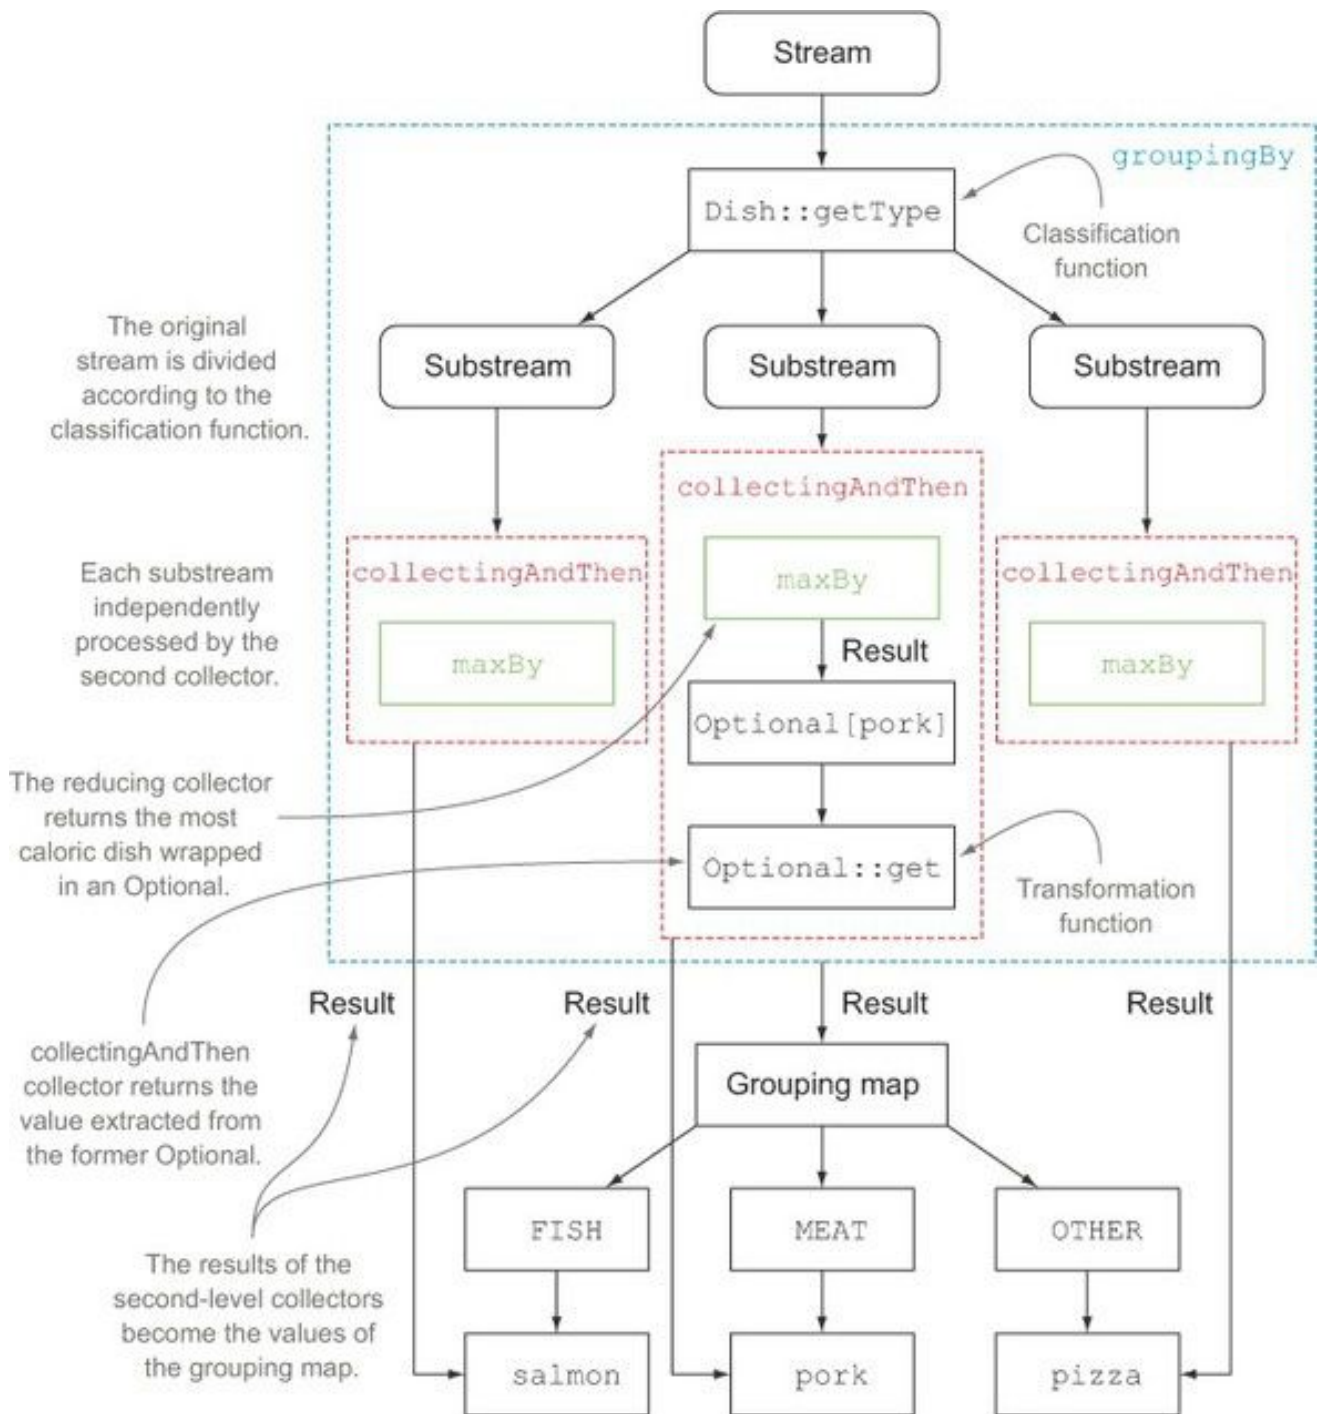 Stream
groupingBy
Dish::getType
Classification
function
The original
stream is divided
according to the
classification function.
Substream
Substream
Substream
collectingAndThen
Each substream
independently
processed by the
second collector.
collectingAndThen
maxBy
collectingAndThen
maxBy
Result
maxBy
Optional[pork]
The reducing collector
returns the most
caloric dish wrapped
in an Optional.
Optional::get
Transformation
function
Result
Result
Result
Result
collectingAndThen
collector returns the
value extracted from
the former Optional.
Grouping map
FISH
MEAT
OTHER
The results of the
second-level collectors
become the values of
the grouping map.
salmon
pork
pizza